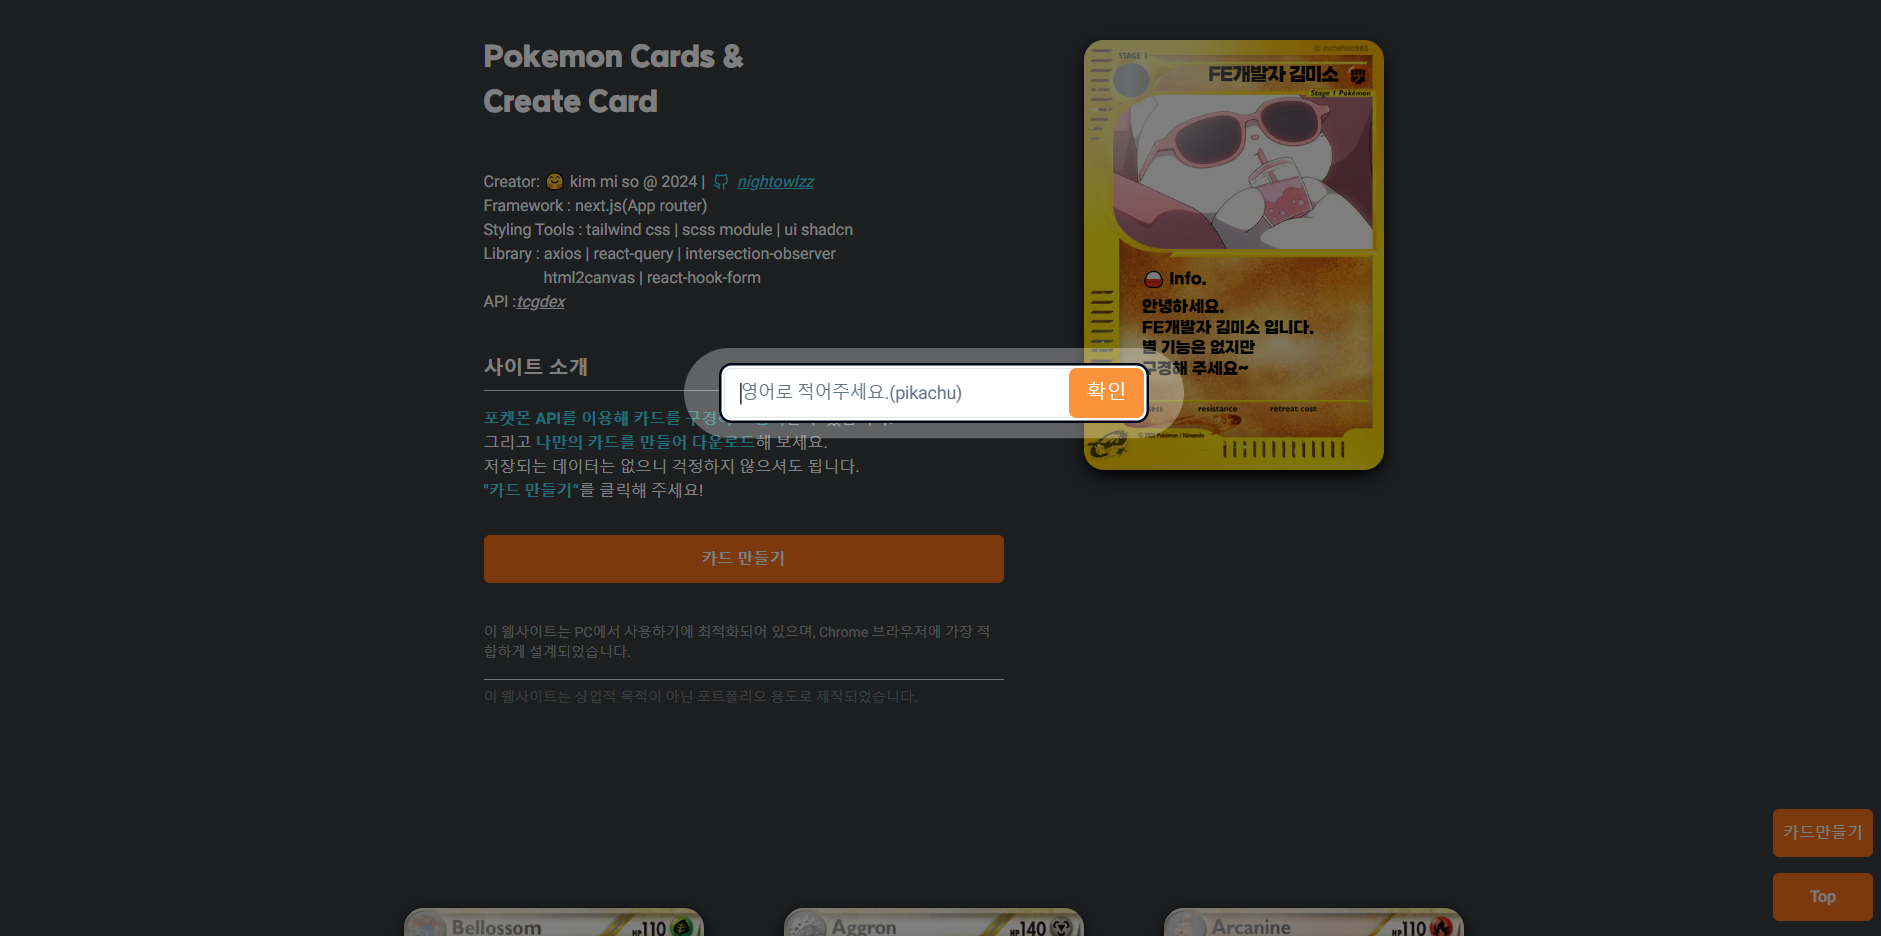 Pokemon Cards &
Create Card
Creator: 🤗 kim mi so @ 2024 | nightowlzz
Framework : next.js(App router)
Styling Tools : tailwind css | scss module | ui shadcn
Library : axios | react-query | intersection-observer
html2canvas | react-hook-form
API :tcgdex
사이트 소개
포켓몬 API를 이용해 카드를 구경
그리고 나만의 카드를 만들어 다운로드해 보세요.
저장되는 데이터는 없으니 걱정하지 않으셔도 됩니다.
"카드 만들기"를 클릭해 주세요!
카드 만들기
이 웹사이트는 PC에서 사용하기에 최적화되어 있으며, Chrome 브라우저에 가장 적
합하게 설계되었습니다.
이 웹사이트는 상업적 목적이 아닌 포트폴리오 용도로 제작되었습니다.
영어로 적어주세요.(pikachu)
확인
STAGE 1
FE개발자 김미소
Stage 1 Pokémon
Info.
안녕하세요.
FE개발자 김미소 입니다.
별 기능은 없지만
구경해 주세요~
resistance
retreat cost
카드만들기
Top
Bellossom
HP110
Aggron
HP140
Arcanine
HP110